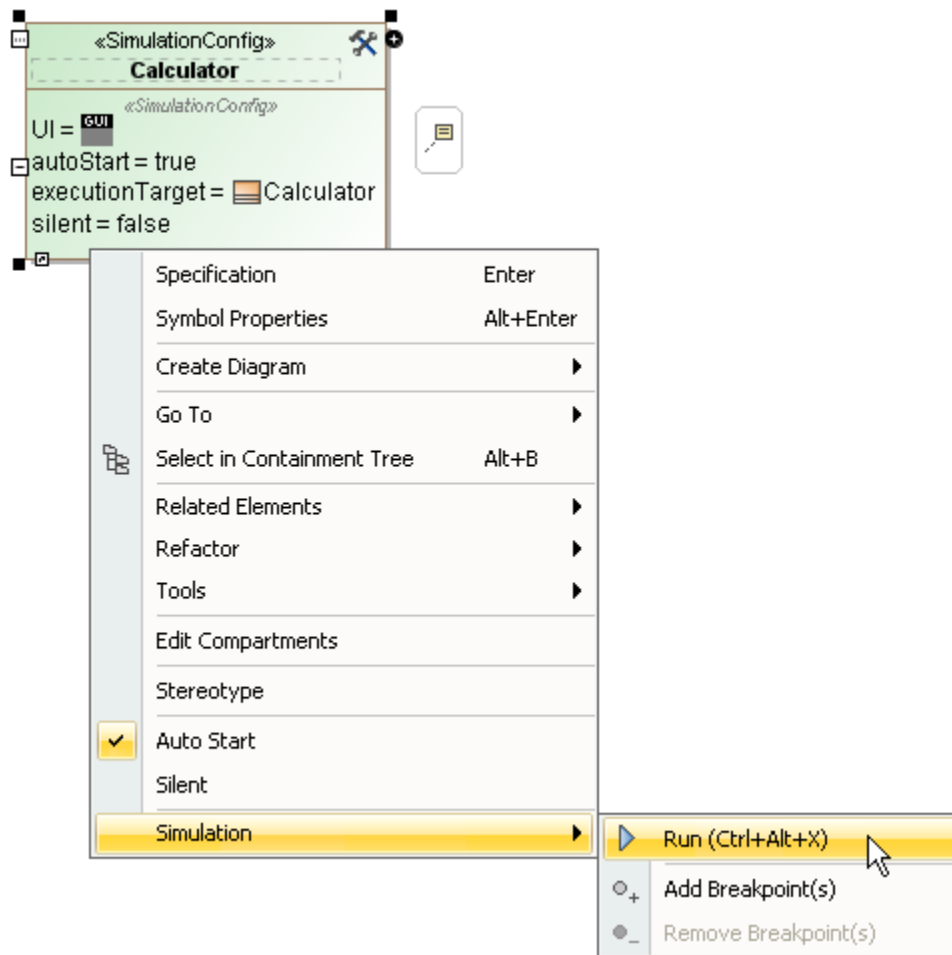 «SimulationConfig»
Calculator
«SimulationConfig»
UI = GUI
autoStart = true
executionTarget = Calculator
silent = false
Specification Enter
Symbol Properties Alt+Enter
Create Diagram
Go To
Select in Containment Tree Alt+B
Related Elements
Refactor
Tools
Edit Compartments
Stereotype
Auto Start
Silent
Simulation
Run (Ctrl+Alt+X)
Add Breakpoint(s)
Remove Breakpoint(s)